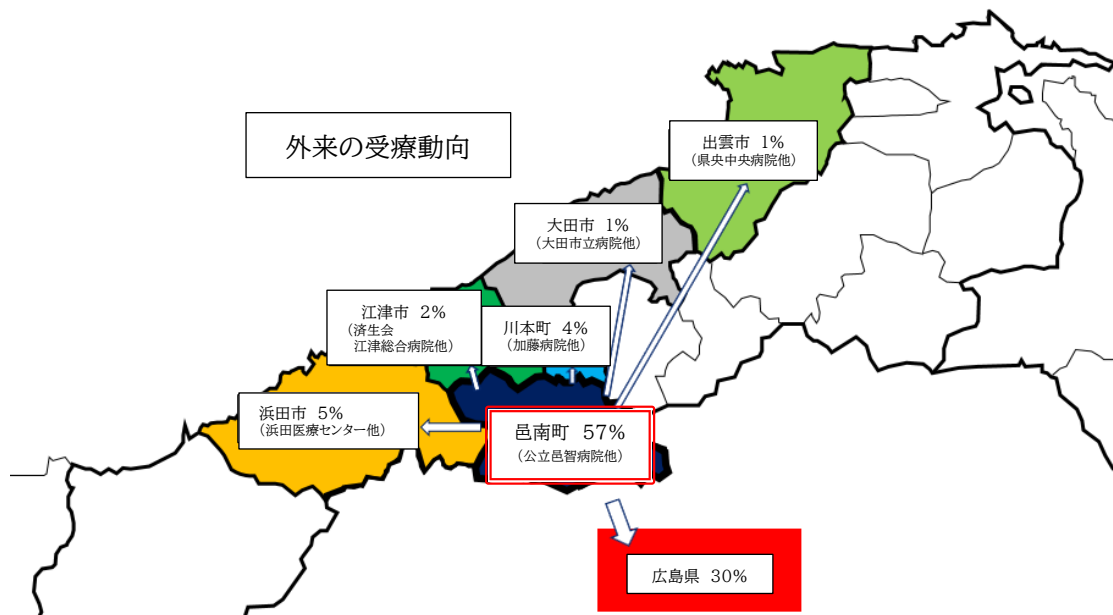 外来の受療動向
出雲市 1%
(県央中央病院他)
大田市 1%
(大田市立病院他)
江津市 2%
(済生会
江津総合病院他)
川本町 4%
(加藤病院他)
浜田市 5%
(浜田医療センター他)
邑南町 57%
(公立邑智病院他)
広島県 30%